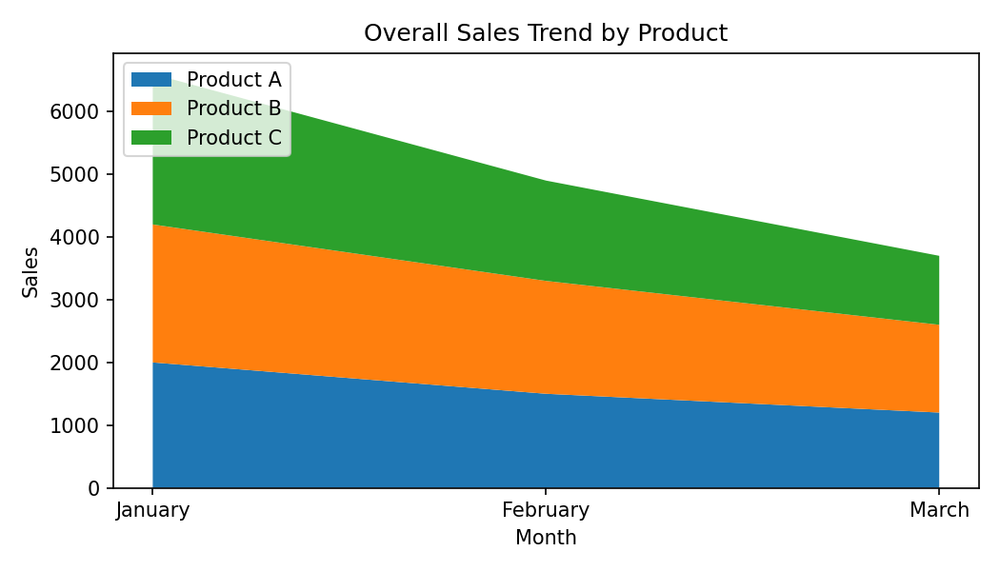 Overall Sales Trend by Product
Product A
Product B
Product C
6000
5000
4000
3000
2000
1000
0
Sales
January February March
Month